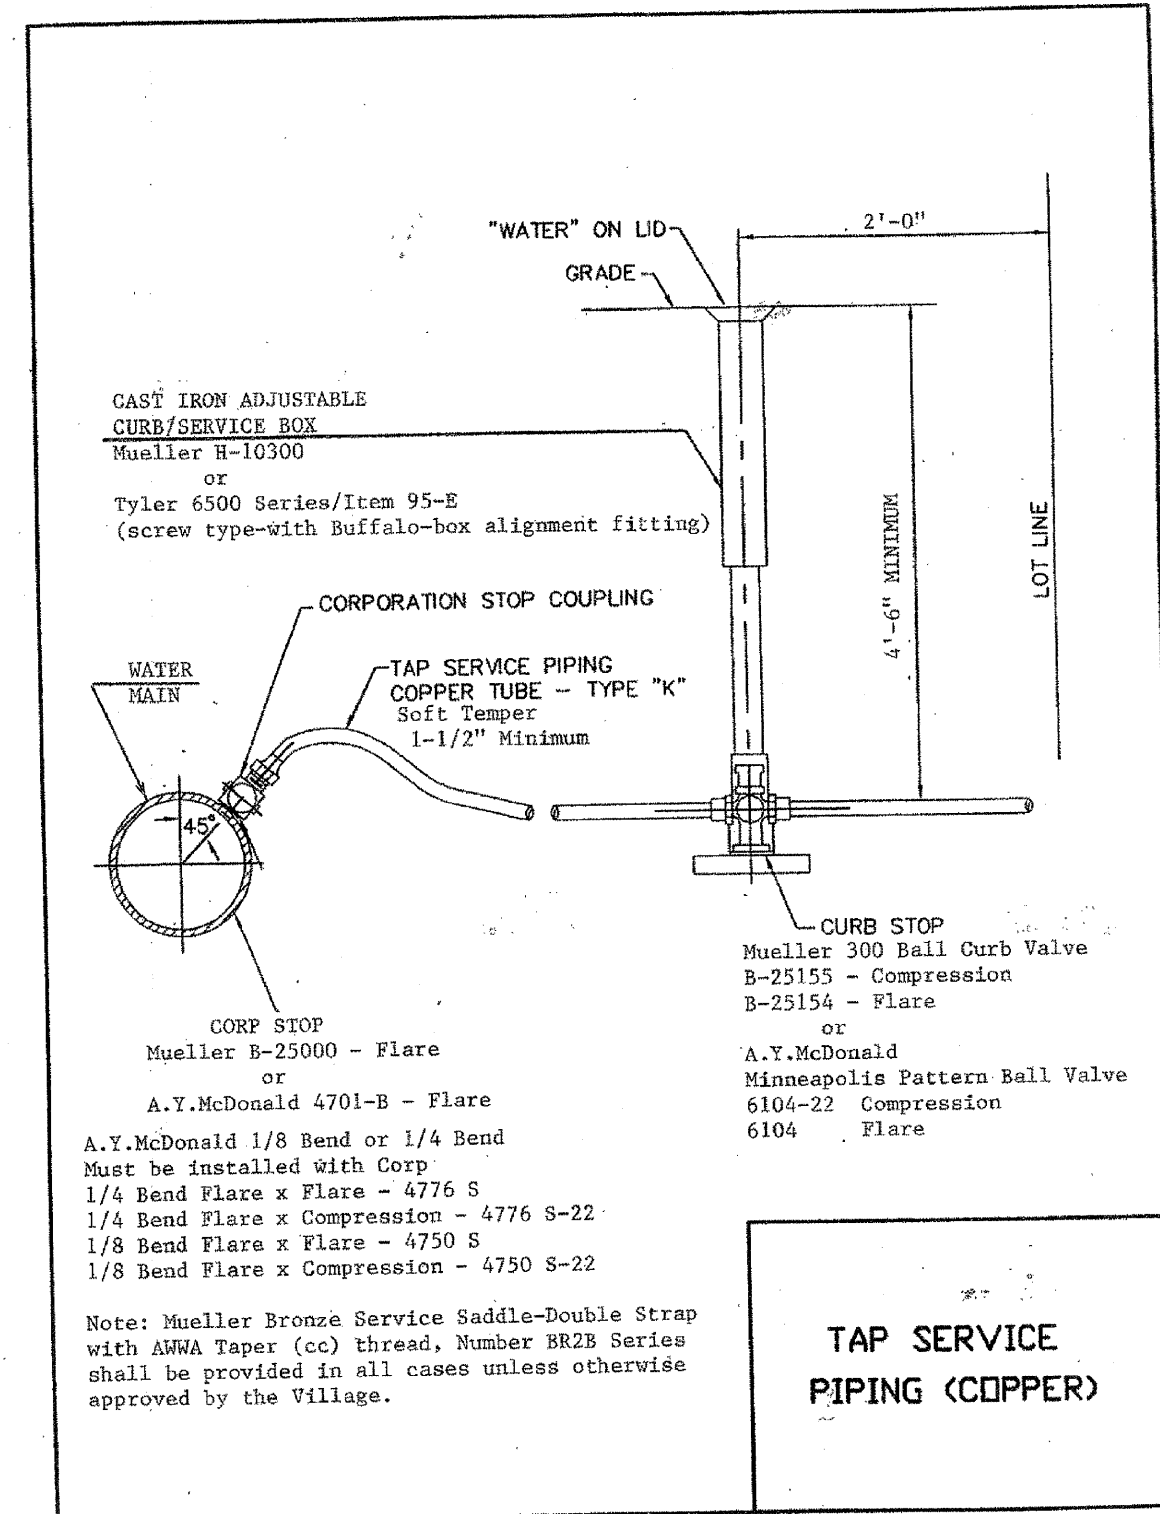 "WATER" ON LID
2'-0"
GRADE
CAST IRON ADJUSTABLE
CURB/SERVICE BOX
Mueller H-10300
or
Tyler 6500 Series/Item 95-E
(screw type-with Buffalo-box alignment fitting)
4'-6" MINIMUM
LOT LINE
CORPORATION STOP COUPLING
WATER
MAIN
TAP SERVICE PIPING
COPPER TUBE - TYPE "K"
Soft Temper
1-1/2" Minimum
45°
CURB STOP
Mueller 300 Ball Curb Valve
B-25155 - Compression
B-25154 - Flare
or
A.Y.McDonald
Minneapolis Pattern Ball Valve
6104-22 Compression
6104 Flare
CORP STOP
Mueller B-25000 - Flare
or
A.Y.McDonald 4701-B - Flare
A.Y.McDonald 1/8 Bend or 1/4 Bend
Must be installed with Corp
1/4 Bend Flare x Flare - 4776 S
1/4 Bend Flare x Compression - 4776 S-22
1/8 Bend Flare x Flare - 4750 S
1/8 Bend Flare x Compression - 4750 S-22
Note: Mueller Bronze Service Saddle-Double Strap
with AWWA Taper (cc) thread, Number BR2B Series
shall be provided in all cases unless otherwise
approved by the Village.
TAP SERVICE
PIPING (COPPER)